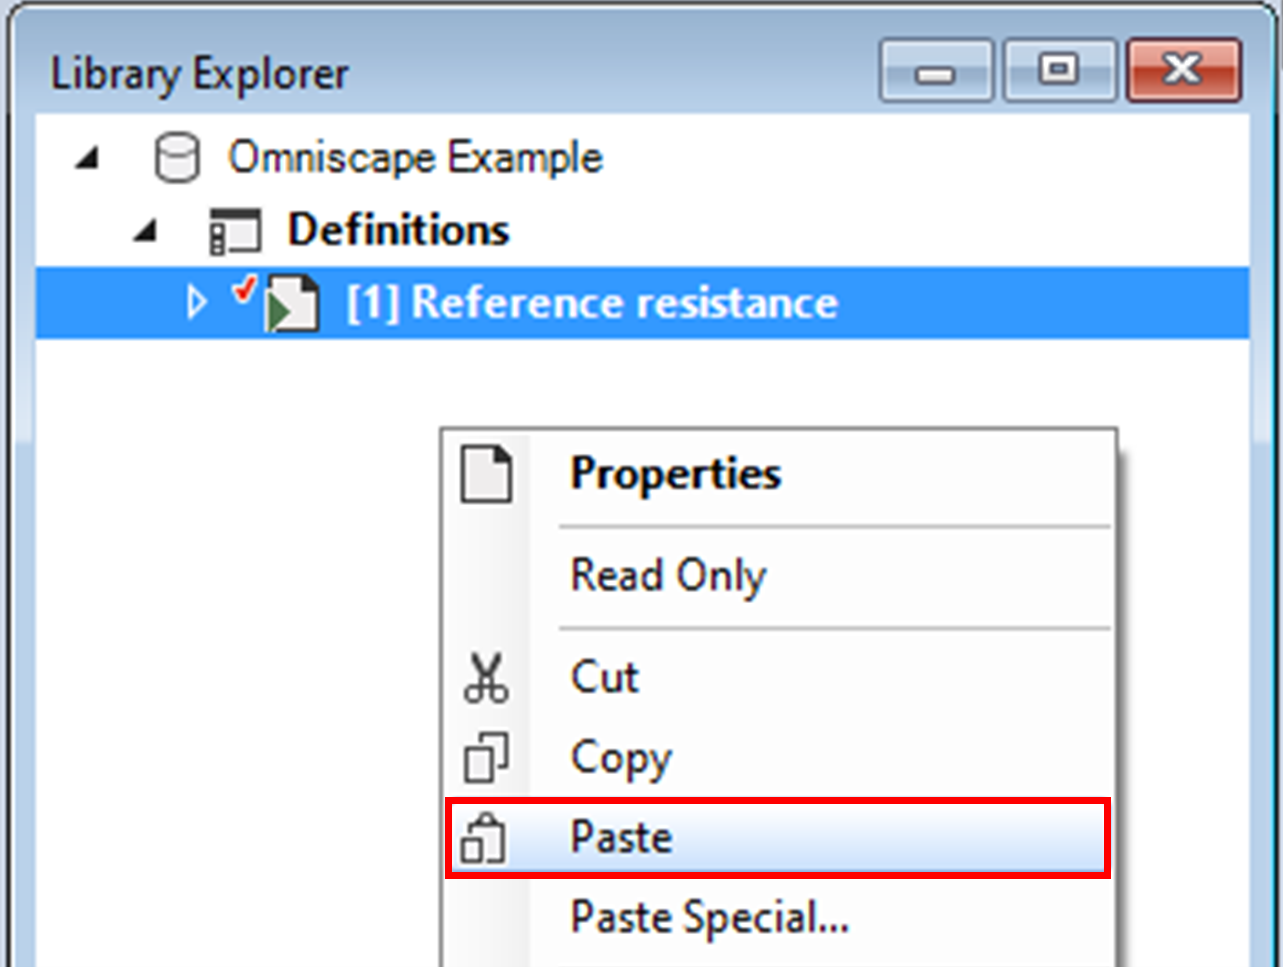 Library Explorer
Omniscape Example
Definitions
[1] Reference resistance
Properties
Read Only
Cut
Copy
Paste
Paste Special...